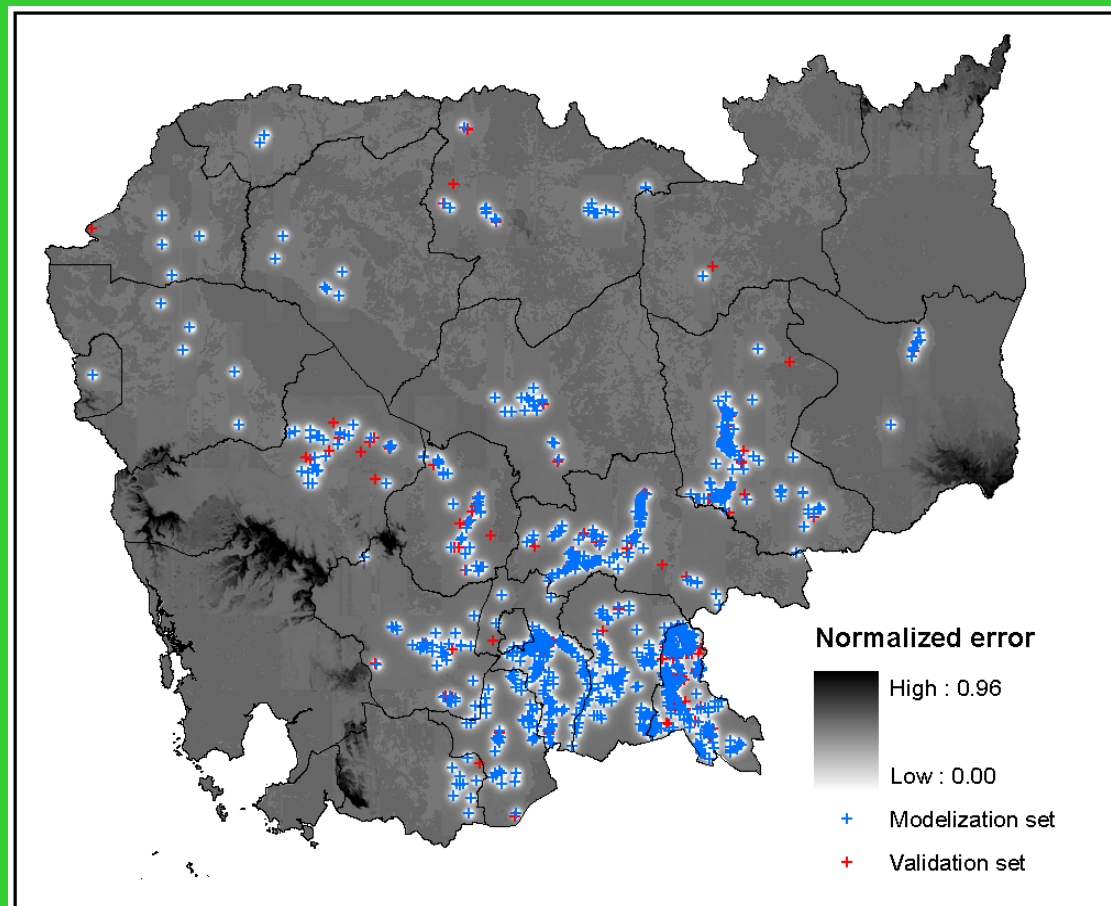 Normalized error
High : 0.96
Low : 0.00
Modelization set
Validation set